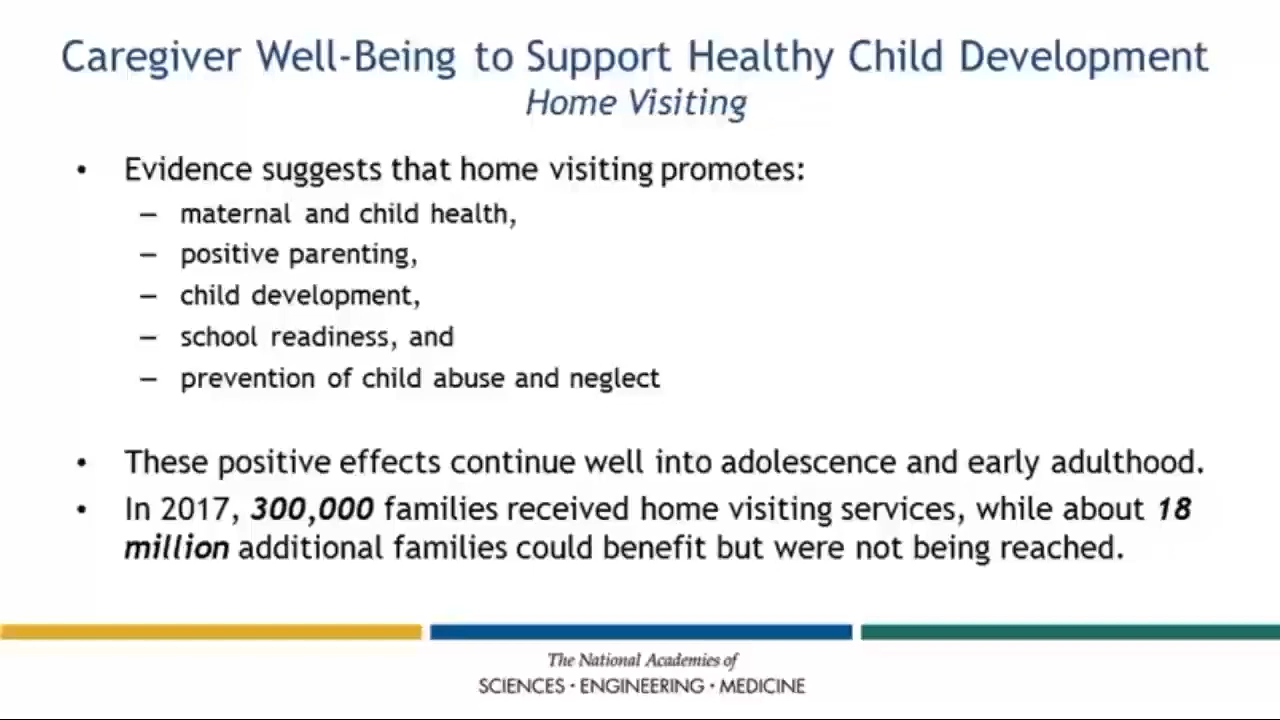 Caregiver Well-Being to Support Healthy Child Development
Home Visiting
• Evidence suggests that home visiting promotes:
– maternal and child health,
– positive parenting,
– child development,
– school readiness, and
– prevention of child abuse and neglect
• These positive effects continue well into adolescence and early adulthood.
• In 2017, 300,000 families received home visiting services, while about 18
million additional families could benefit but were not being reached.
The National Academies of
SCIENCES · ENGINEERING · MEDICINE